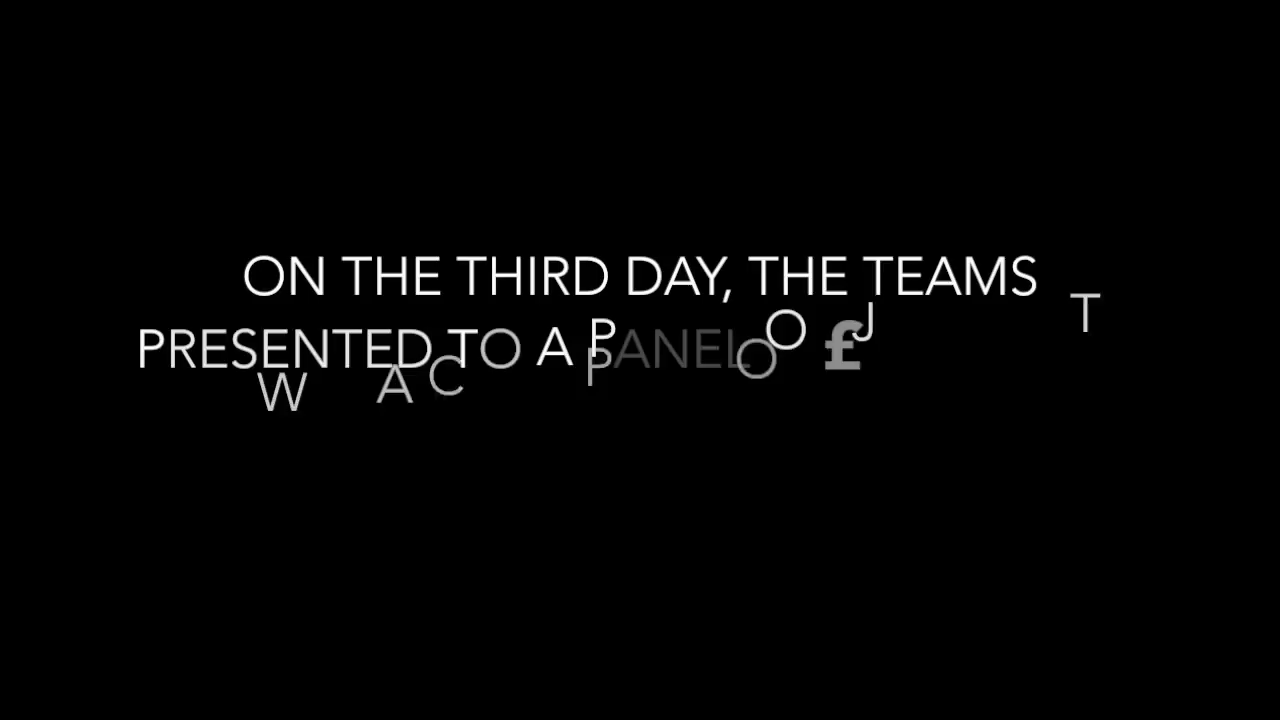 ON THE THIRD DAY, THE TEAMS
PRESENTED TO A PANEL